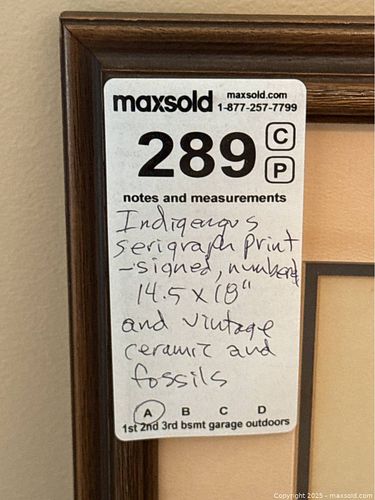 maxsold maxsold.com
1-877-257-7799
289 C
P
notes and measurements
Indigenous
serigraph print
-signed, numbered
14.5 x 18"
and vintage
ceramic and
fossils
A B C D
1st 2nd 3rd bsmt garage outdoors
Copyright 2025 - maxsold.com